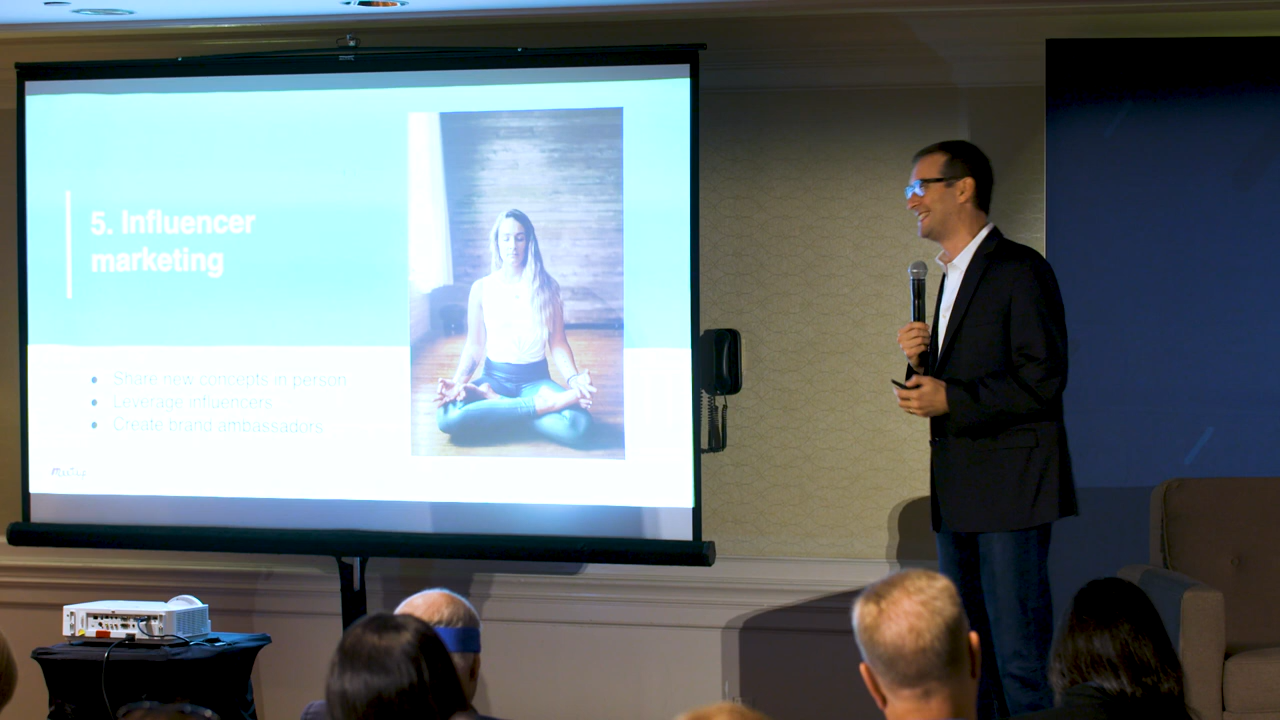 5. Influencer
marketing
• Share new concepts in person
• Leverage influencers
• Create brand ambassadors